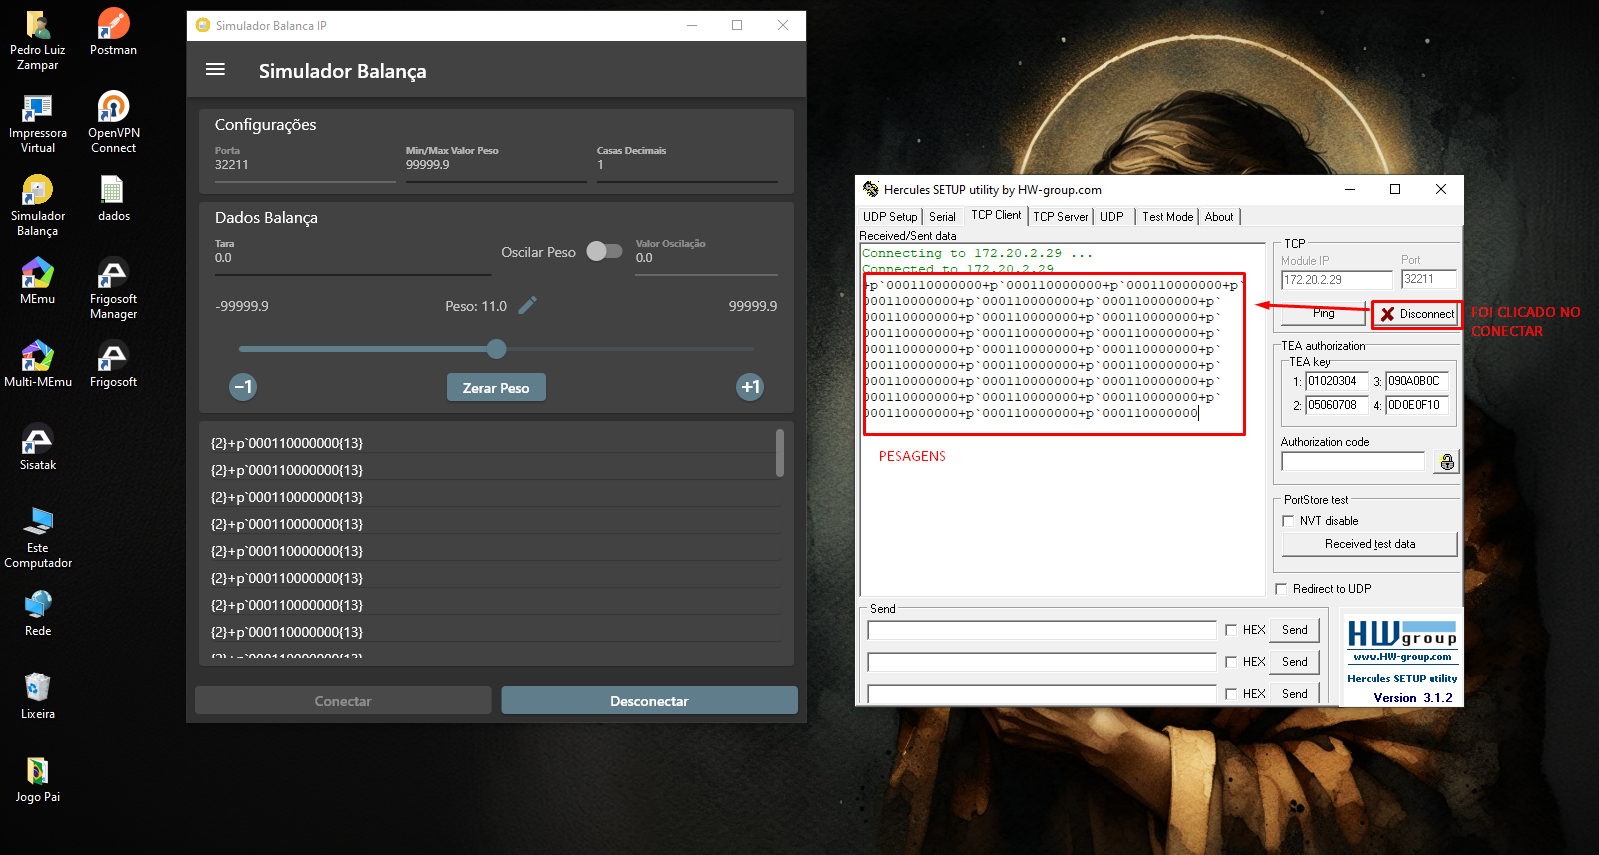 Pedro Luiz
Zampar
Postman
Impressora
Virtual
OpenVPN
Connect
Simulador
Balança
dados
MEmu
Frigosoft
Manager
Multi-MEmu
Frigosoft
Sisatak
Este
Computador
Rede
Lixeira
Jogo Pai
Simulador Balanca IP
Simulador Balança
Configurações
Porta
32211
Min/Max Valor Peso
99999.9
Casas Decimais
1
Dados Balança
Tara
0.0
Oscilar Peso
Valor Oscilação
0.0
-99999.9
Peso: 11.0
99999.9
−1
Zerar Peso
+1
{2}+p`000110000000{13}
{2}+p`000110000000{13}
{2}+p`000110000000{13}
{2}+p`000110000000{13}
{2}+p`000110000000{13}
{2}+p`000110000000{13}
{2}+p`000110000000{13}
{2}+p`000110000000{13}
{2}+p`000110000000{13}
Conectar
Desconectar
Hercules SETUP utility by HW-group.com
UDP Setup
Serial
TCP Client
TCP Server
UDP
Test Mode
About
Received/Sent data
Connecting to 172.20.2.29 ...
Connected to 172.20.2.29
+p`000110000000+p`000110000000+p`000110000000+p`
000110000000+p`000110000000+p`000110000000+p`
000110000000+p`000110000000+p`000110000000+p`
000110000000+p`000110000000+p`000110000000+p`
000110000000+p`000110000000+p`000110000000+p`
000110000000+p`000110000000+p`000110000000+p`
000110000000+p`000110000000+p`000110000000+p`
000110000000+p`000110000000+p`000110000000+p`
000110000000+p`000110000000+p`000110000000
PESAGENS
TCP
Module IP
Port
172.20.2.29
32211
Ping
Disconnect
FOI CLICADO NO
CONECTAR
TEA authorization
TEA key
1: 01020304
3: 090A0B0C
2: 05060708
4: 0D0E0F10
Authorization code
PortStore test
NVT disable
Received test data
Redirect to UDP
Send
HEX
Send
HEX
Send
HEX
Send
HWgroup
www.HW-group.com
Hercules SETUP utility
Version 3.1.2